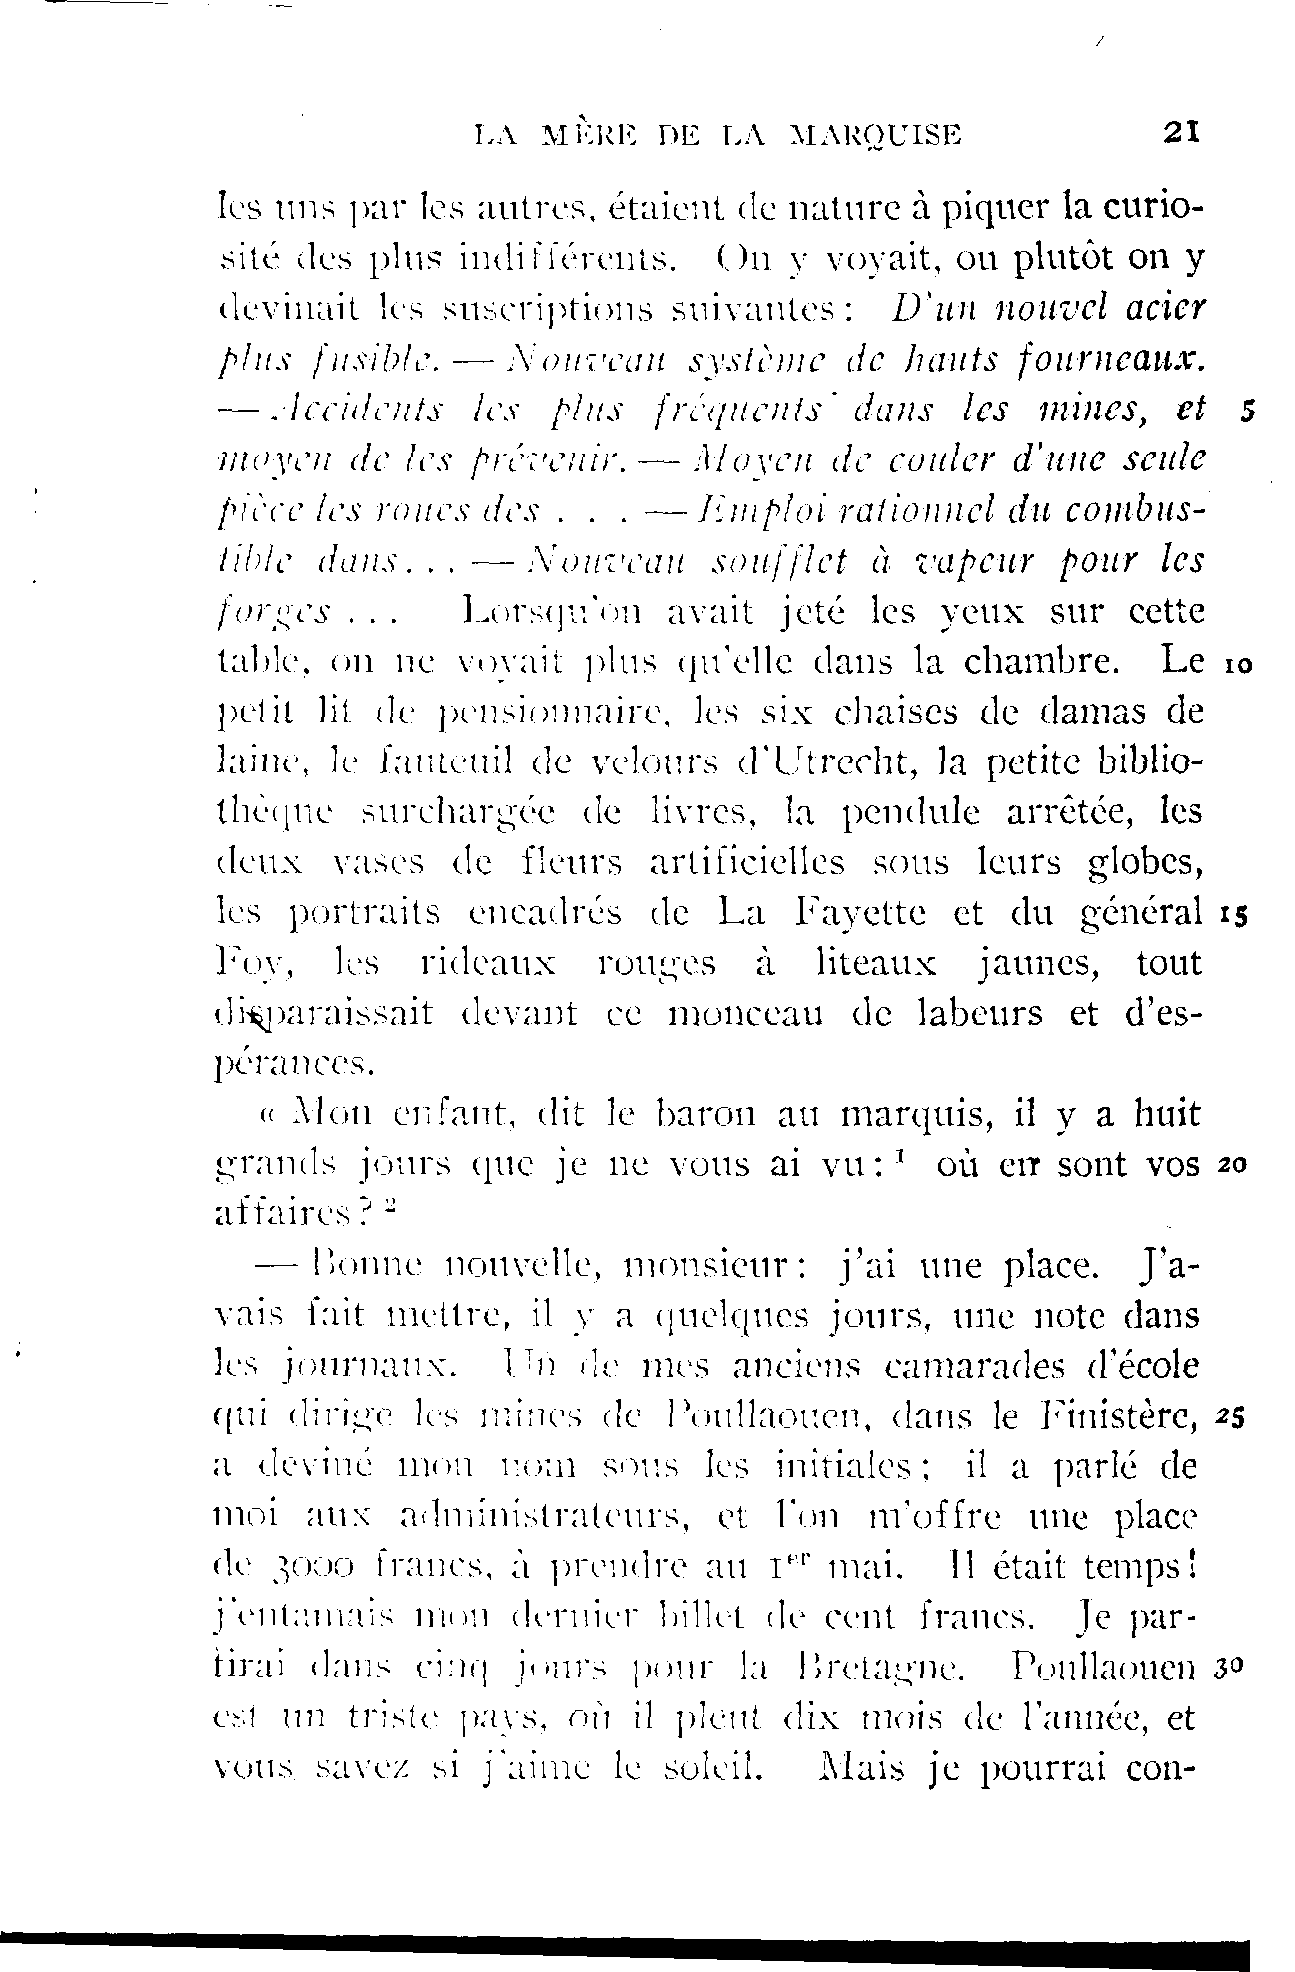 LA MÈRE DE LA MARQUISE 21
les uns par les autres, étaient de nature à piquer la curio-
sité des plus indifférents. On y voyait, ou plutôt on y
devinait les suscriptions suivantes: D'un nouvel acier
plus fusible. — Nouveau système de hauts fourneaux.
— Accidents les plus fréquents dans les mines, et 5
moyen de les prévenir. — Moyen de couler d'une seule
pièce les roues des . . . — Emploi rationnel du combus-
tible dans. . . — Nouveau soufflet à vapeur pour les
forges . . . Lorsqu'on avait jeté les yeux sur cette
table, on ne voyait plus qu'elle dans la chambre. Le 10
petit lit de pensionnaire, les six chaises de damas de
laine, le fauteuil de velours d'Utrecht, la petite biblio-
thèque surchargée de livres, la pendule arrêtée, les
deux vases de fleurs artificielles sous leurs globes,
les portraits encadrés de La Fayette et du général 15
Foy, les rideaux rouges à liteaux jaunes, tout
disparaissait devant ce monceau de labeurs et d'es-
pérances.
« Mon enfant, dit le baron au marquis, il y a huit
grands jours que je ne vous ai vu:¹ où en sont vos 20
affaires?²
— Bonne nouvelle, monsieur: j'ai une place. J'a-
vais fait mettre, il y a quelques jours, une note dans
les journaux. Un de mes anciens camarades d'école
qui dirige les mines de Poullaouen, dans le Finistère, 25
a deviné mon nom sous les initiales; il a parlé de
moi aux administrateurs, et l'on m'offre une place
de 3000 francs, à prendre au 1er mai. Il était temps!
j'entamais mon dernier billet de cent francs. Je par-
tirai dans cinq jours pour la Bretagne. Poullaouen 30
est un triste pays, où il pleut dix mois de l'année, et
vous savez si j'aime le soleil. Mais je pourrai con-